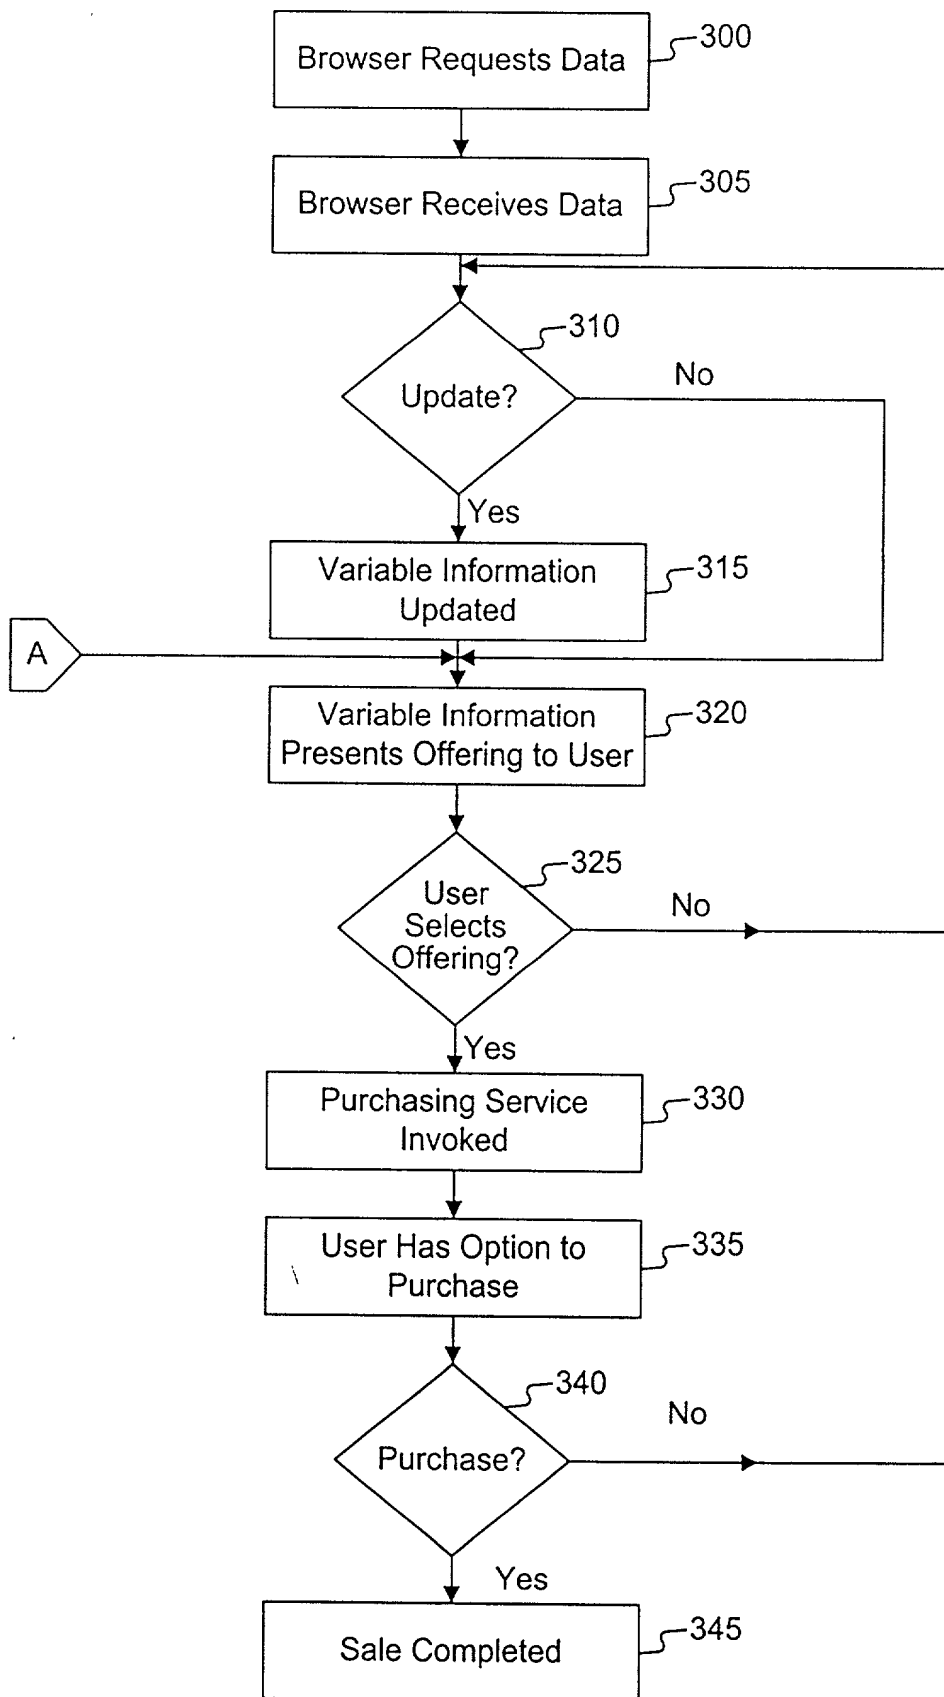 Browser Requests Data
300
Browser Receives Data
305
310
Update?
No
Yes
Variable Information
Updated
315
A
Variable Information
Presents Offering to User
320
325
User
Selects
Offering?
No
Yes
Purchasing Service
Invoked
330
User Has Option to
Purchase
335
340
Purchase?
No
Yes
Sale Completed
345